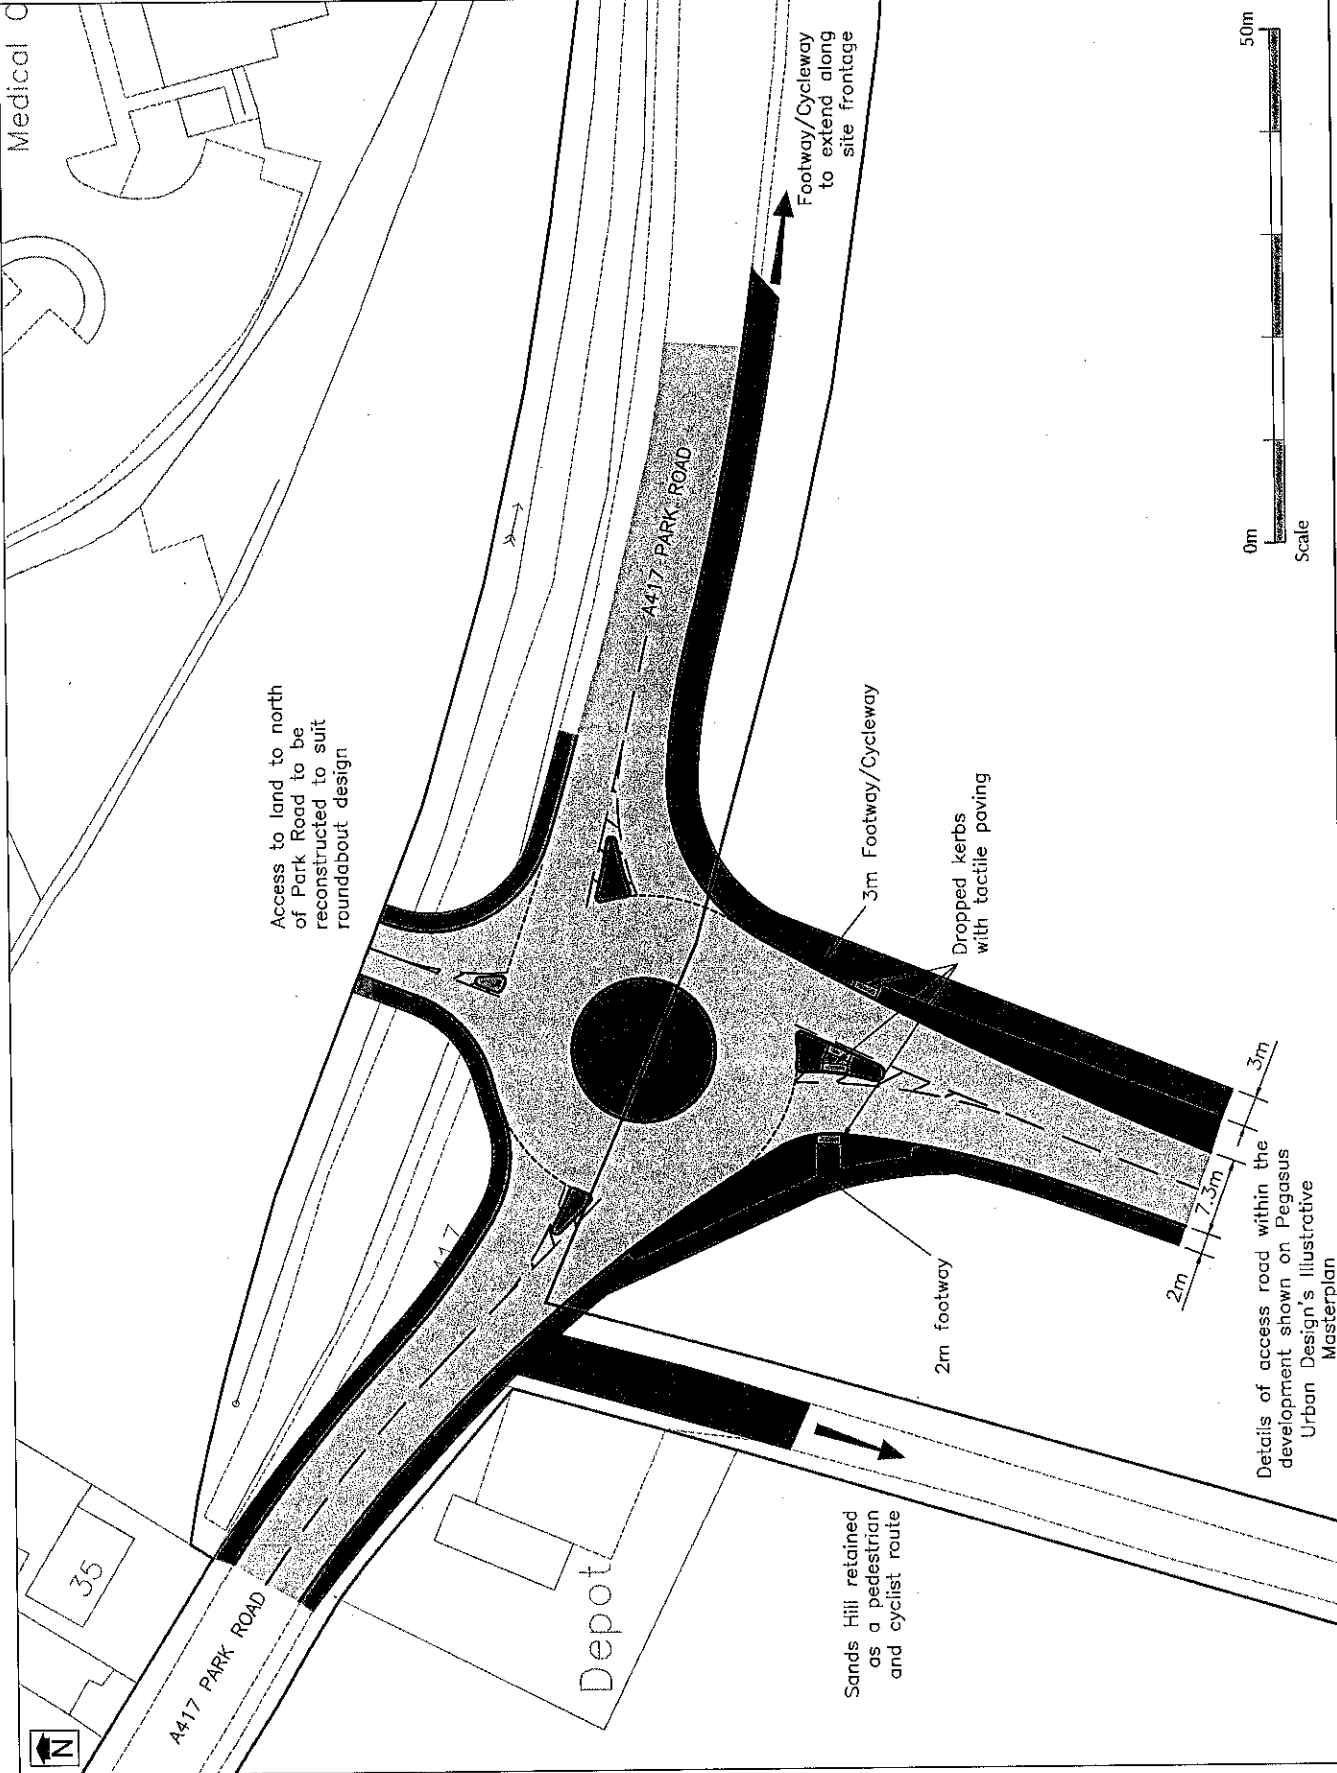 Medical C
Access to land to north
of Park Road to be
reconstructed to suit
roundabout design
Footway/Cycleway
to extend along
site frontage
A417 PARK ROAD
3m Footway/Cycleway
Dropped kerbs
with tactile paving
35
A417 PARK ROAD
Depot
Sands Hill retained
as a pedestrian
and cyclist route
2m footway
2m
7.3m
3m
Details of access road within the
development shown on Pegasus
Urban Design's Illustrative
Masterplan
0m
50m
Scale
N